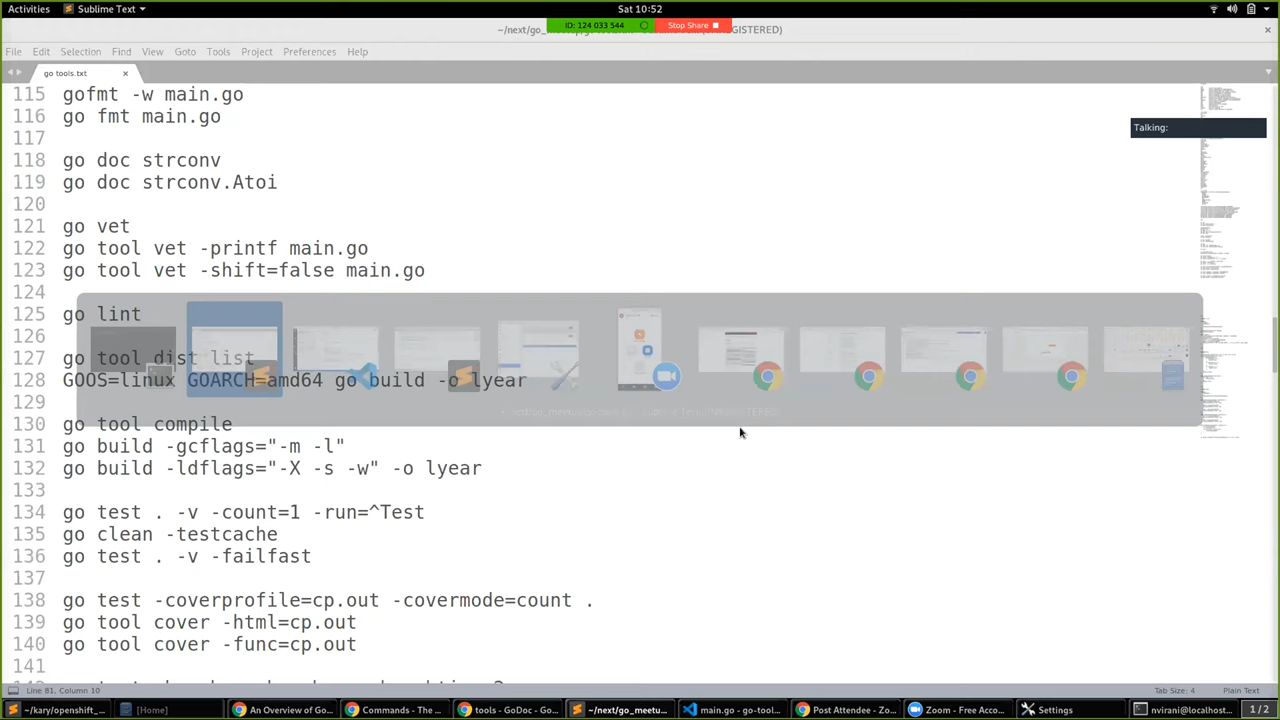 Activities
Sublime Text
Sat 10:52
ID: 124 033 544
Stop Share
File Edit Selection Find View Goto Tools Project Preferences Help
go tools.txt
Talking:
115 gofmt -w main.go
116 go fmt main.go
117
118 go doc strconv
119 go doc strconv.Atoi
120
121 go vet
122 go tool vet -printf main.go
123 go tool vet -shift=false main.go
124
125 go lint
126
127 go tool dist list
128 GOOS=linux GOARCH=amd64 go build -o lyear
129
130 go tool compile
131 go build -gcflags="-m -l
132 go build -ldflags="-X -s -w" -o lyear
133
134 go test . -v -count=1 -run=^Test
135 go clean -testcache
136 go test . -v -failfast
137
138 go test -coverprofile=cp.out -covermode=count .
139 go tool cover -html=cp.out
140 go tool cover -func=cp.out
141
Line 81, Column 10
Tab Size: 4
Plain Text
~/kary/openshift_...
[Home]
An Overview of Go...
Commands - The ...
tools - GoDoc - Go...
~/next/go_meetu...
main.go - go-tool...
Post Attendee - Zo...
Zoom - Free Acco...
Settings
nvirani@localhost...
1 / 2